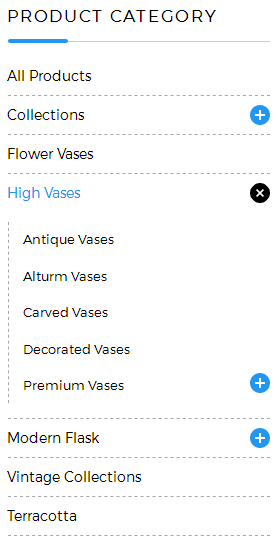 PRODUCT CATEGORY
All Products
Collections
Flower Vases
High Vases
Antique Vases
Alturm Vases
Carved Vases
Decorated Vases
Premium Vases
Modern Flask
Vintage Collections
Terracotta